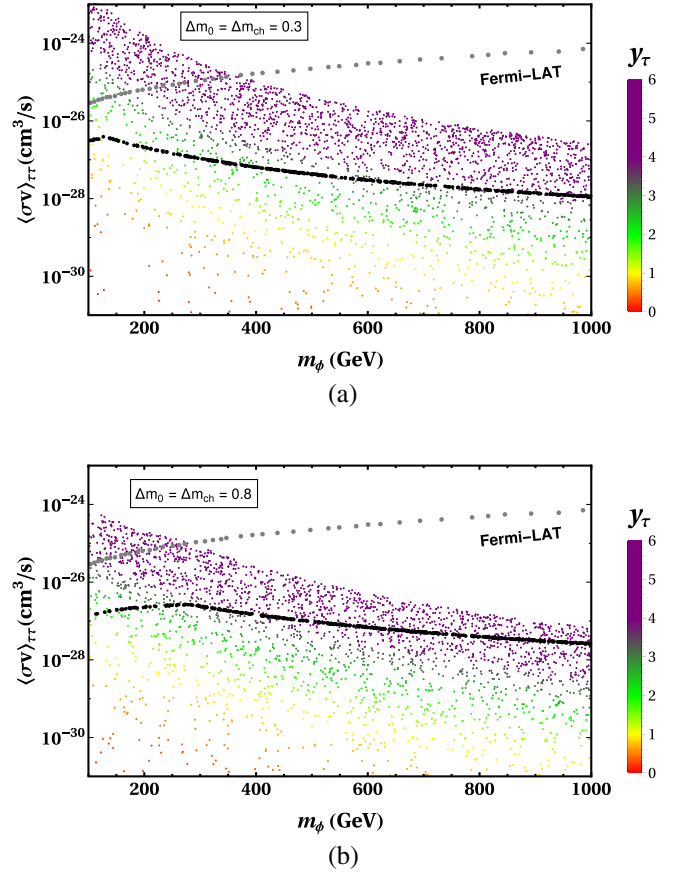 Δm₀ = Δm_ch = 0.3
Fermi-LAT
⟨σv⟩ττ (cm³/s)
10⁻²⁴
10⁻²⁶
10⁻²⁸
10⁻³⁰
200 400 600 800 1000
m_ϕ (GeV)
y_τ
6
5
4
3
2
1
0
(a)
Δm₀ = Δm_ch = 0.8
Fermi-LAT
⟨σv⟩ττ (cm³/s)
10⁻²⁴
10⁻²⁶
10⁻²⁸
10⁻³⁰
200 400 600 800 1000
m_ϕ (GeV)
y_τ
6
5
4
3
2
1
0
(b)